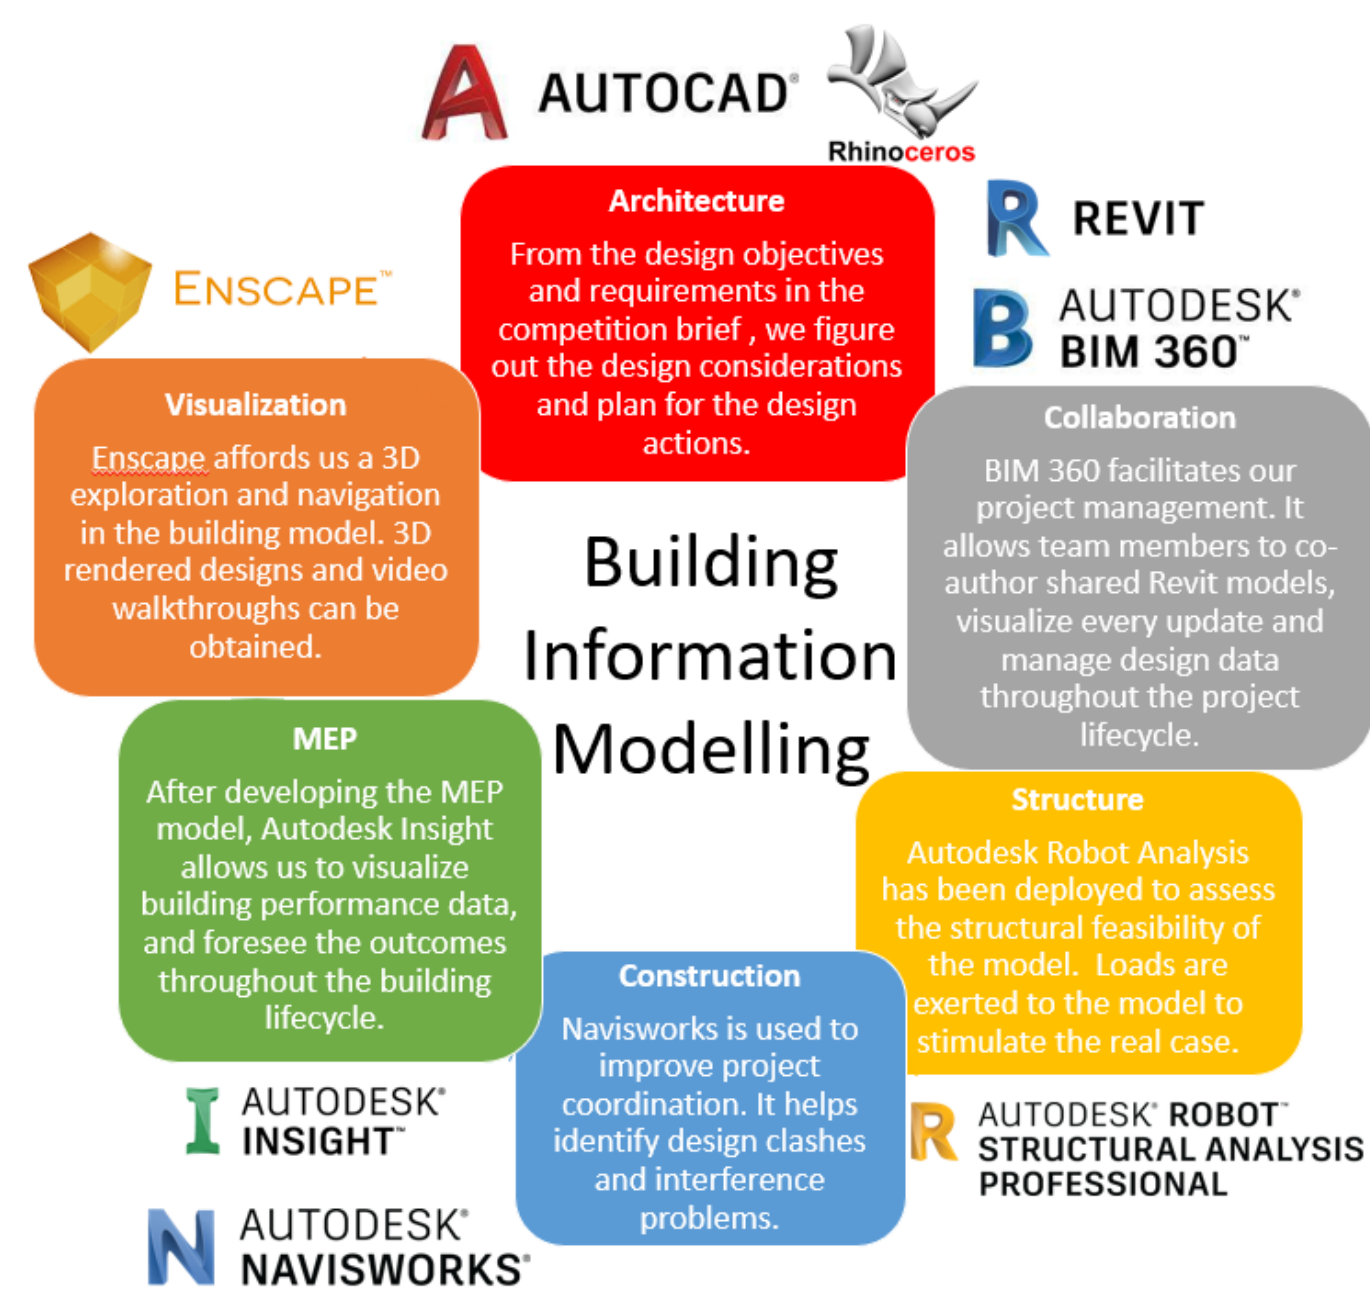 AUTOCAD®
Rhinoceros
Architecture
From the design objectives
and requirements in the
competition brief , we figure
out the design considerations
and plan for the design
actions.
REVIT
AUTODESK®
BIM 360™
Collaboration
BIM 360 facilitates our
project management. It
allows team members to co-
author shared Revit models,
visualize every update and
manage design data
throughout the project
lifecycle.
ENSCAPE™
Visualization
Enscape affords us a 3D
exploration and navigation
in the building model. 3D
rendered designs and video
walkthroughs can be
obtained.
Building
Information
Modelling
MEP
After developing the MEP
model, Autodesk Insight
allows us to visualize
building performance data,
and foresee the outcomes
throughout the building
lifecycle.
Structure
Autodesk Robot Analysis
has been deployed to assess
the structural feasibility of
the model.  Loads are
exerted to the model to
stimulate the real case.
Construction
Navisworks is used to
improve project
coordination. It helps
identify design clashes
and interference
problems.
AUTODESK®
INSIGHT™
AUTODESK® ROBOT™
STRUCTURAL ANALYSIS
PROFESSIONAL
AUTODESK®
NAVISWORKS®